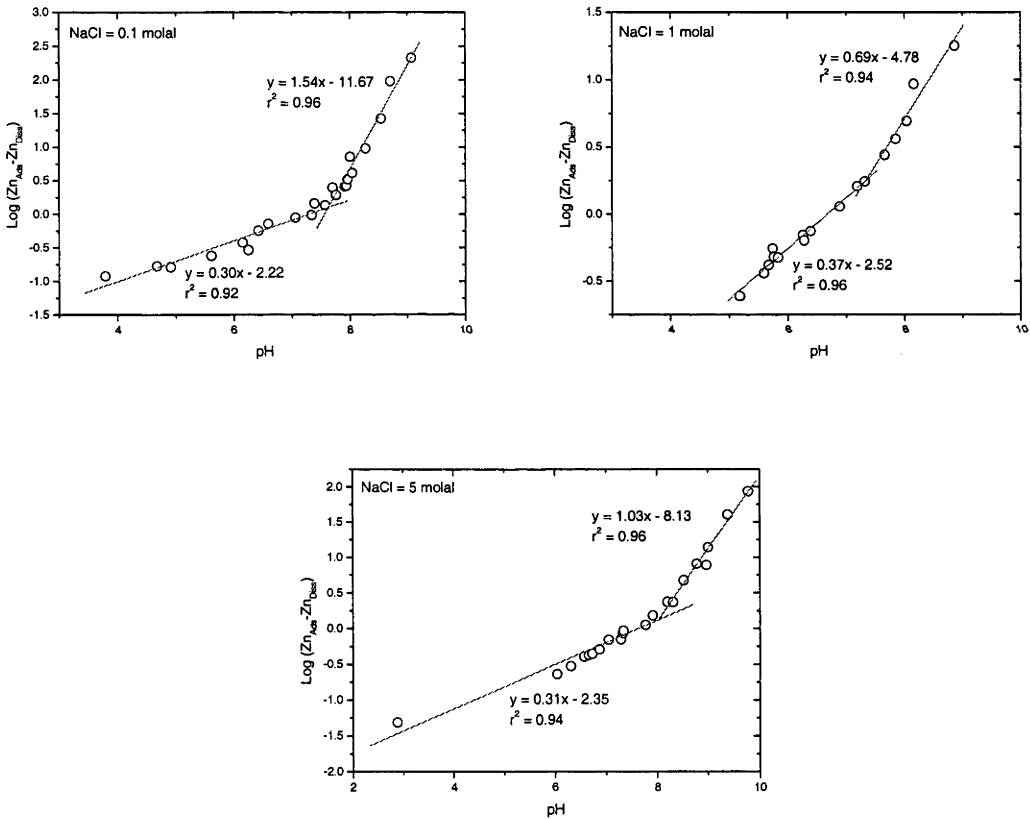 NaCl = 0.1 molal
y = 1.54x - 11.67
r² = 0.96
y = 0.30x - 2.22
r² = 0.92
3.0
2.5
2.0
1.5
1.0
0.5
0.0
-0.5
-1.0
-1.5
4 6 8 10
pH
Log (Zn_Ads-Zn_Diss)
NaCl = 1 molal
y = 0.69x - 4.78
r² = 0.94
y = 0.37x - 2.52
r² = 0.96
1.5
1.0
0.5
0.0
-0.5
4 6 8 10
pH
Log (Zn_Ads-Zn_Diss)
NaCl = 5 molal
y = 1.03x - 8.13
r² = 0.96
y = 0.31x - 2.35
r² = 0.94
2.0
1.5
1.0
0.5
0.0
-0.5
-1.0
-1.5
-2.0
2 4 6 8 10
pH
Log (Zn_Ads-Zn_Diss)